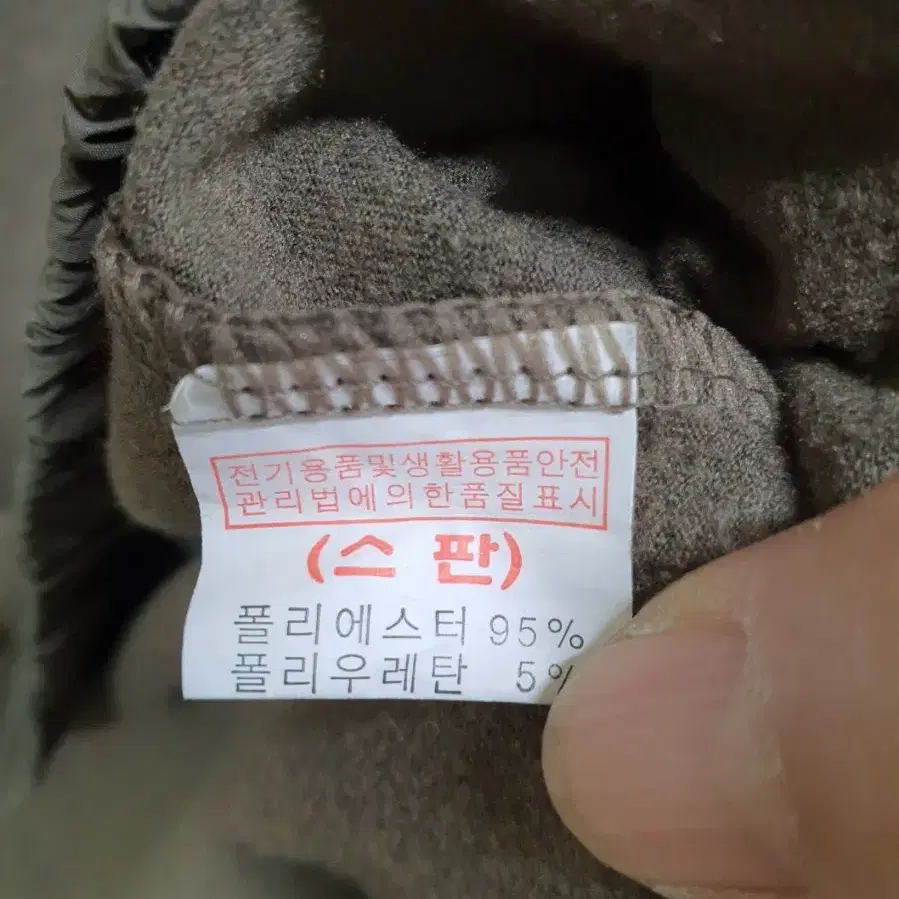 전기용품및생활용품안전
관리법에의한품질표시
(스 판)
폴리에스터 95%
폴리우레탄 5%